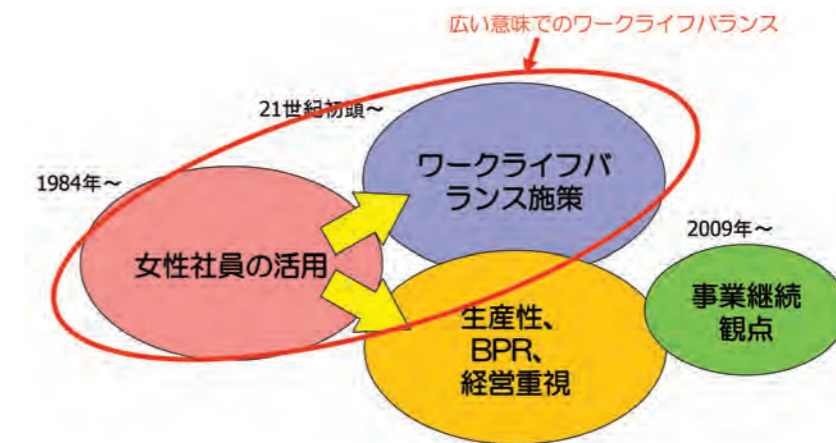 広い意味でのワークライフバランス
21世紀初頭～
1984年～
ワークライフバ
ランス施策
2009年～
女性社員の活用
事業継続
観点
生産性、
BPR、
経営重視